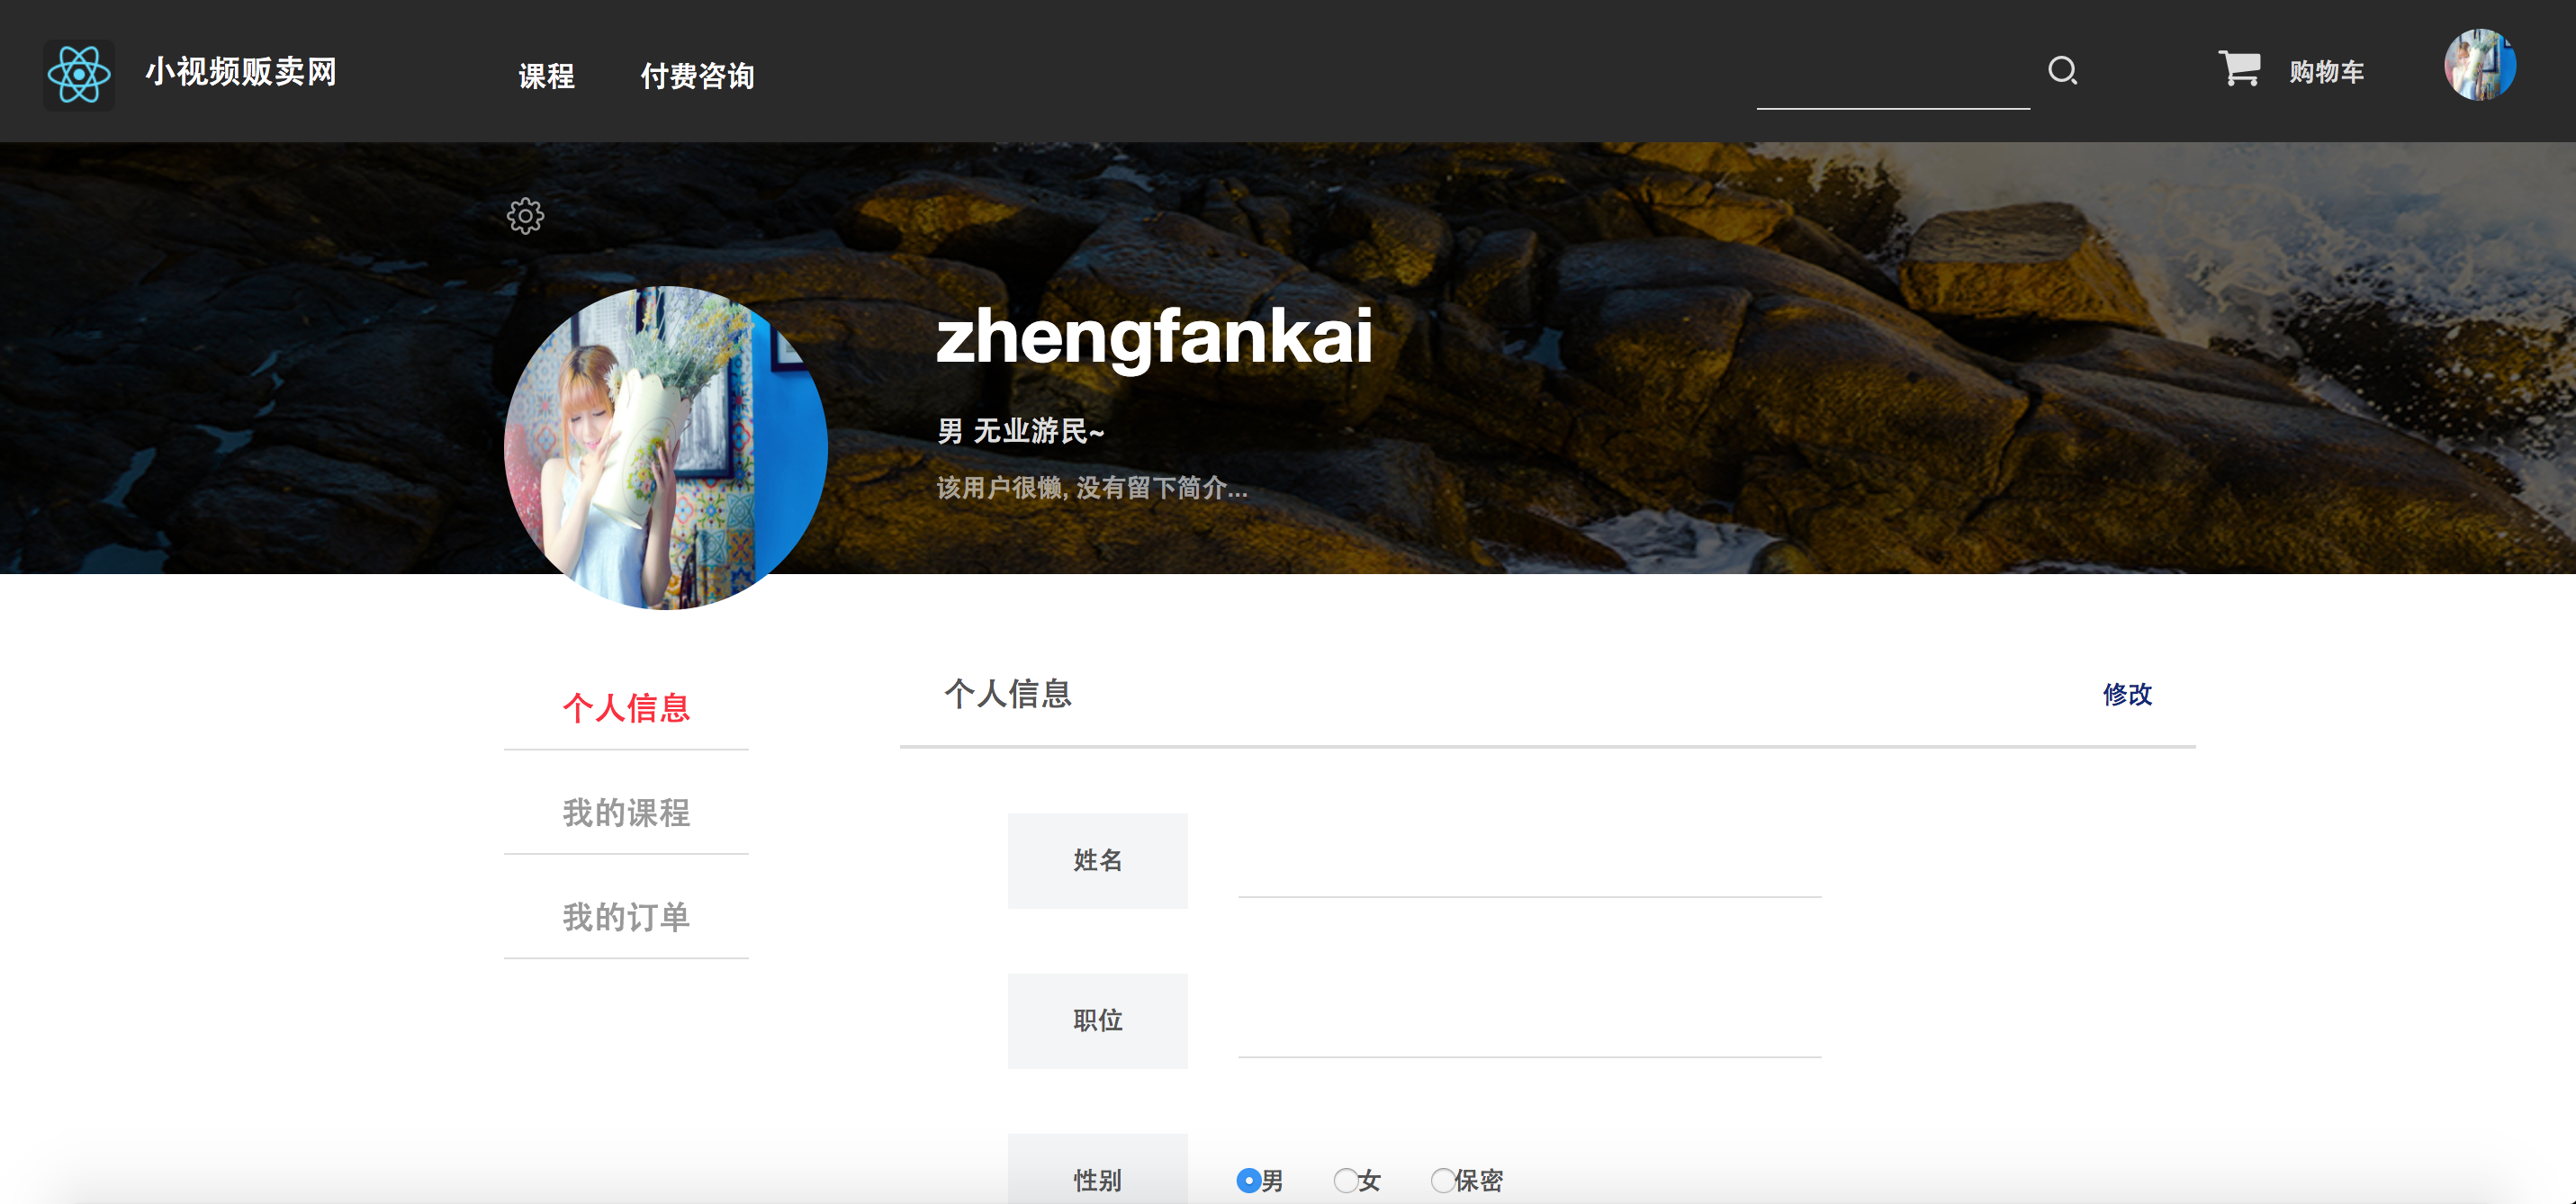 小视频贩卖网
课程
付费咨询
购物车
zhengfankai
男 无业游民~
该用户很懒, 没有留下简介...
个人信息
我的课程
我的订单
个人信息
修改
姓名
职位
性别
男
女
保密